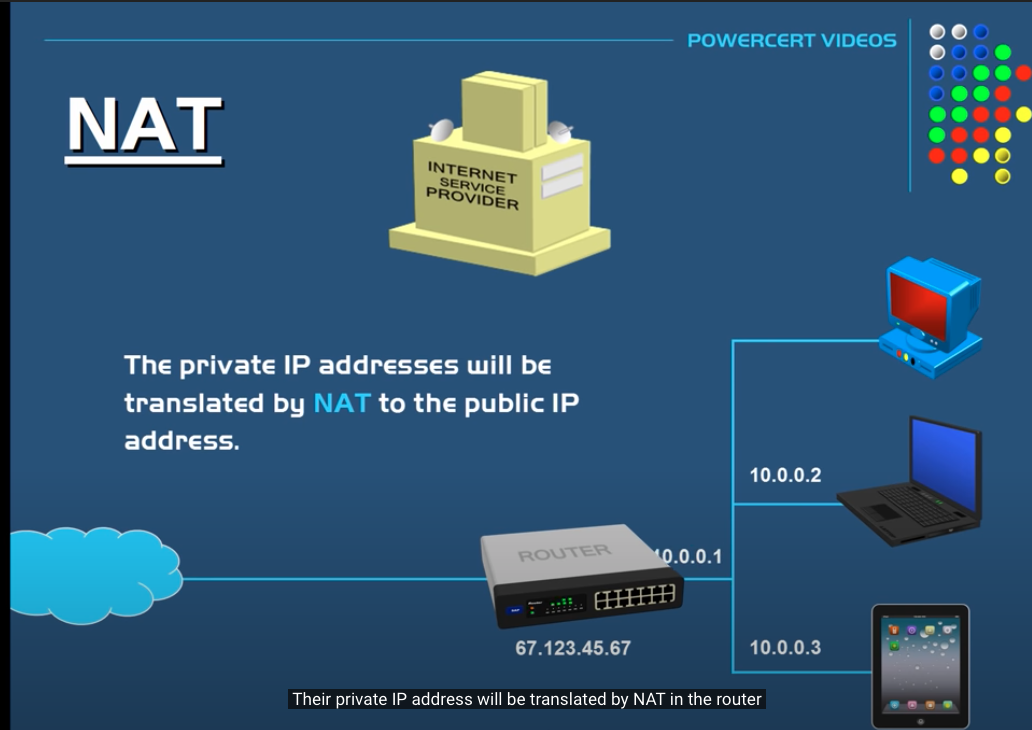 POWERCERT VIDEOS
NAT
INTERNET
SERVICE
PROVIDER
The private IP addresses will be
translated by NAT to the public IP
address.
10.0.0.2
ROUTER
10.0.0.1
67.123.45.67
10.0.0.3
Their private IP address will be translated by NAT in the router